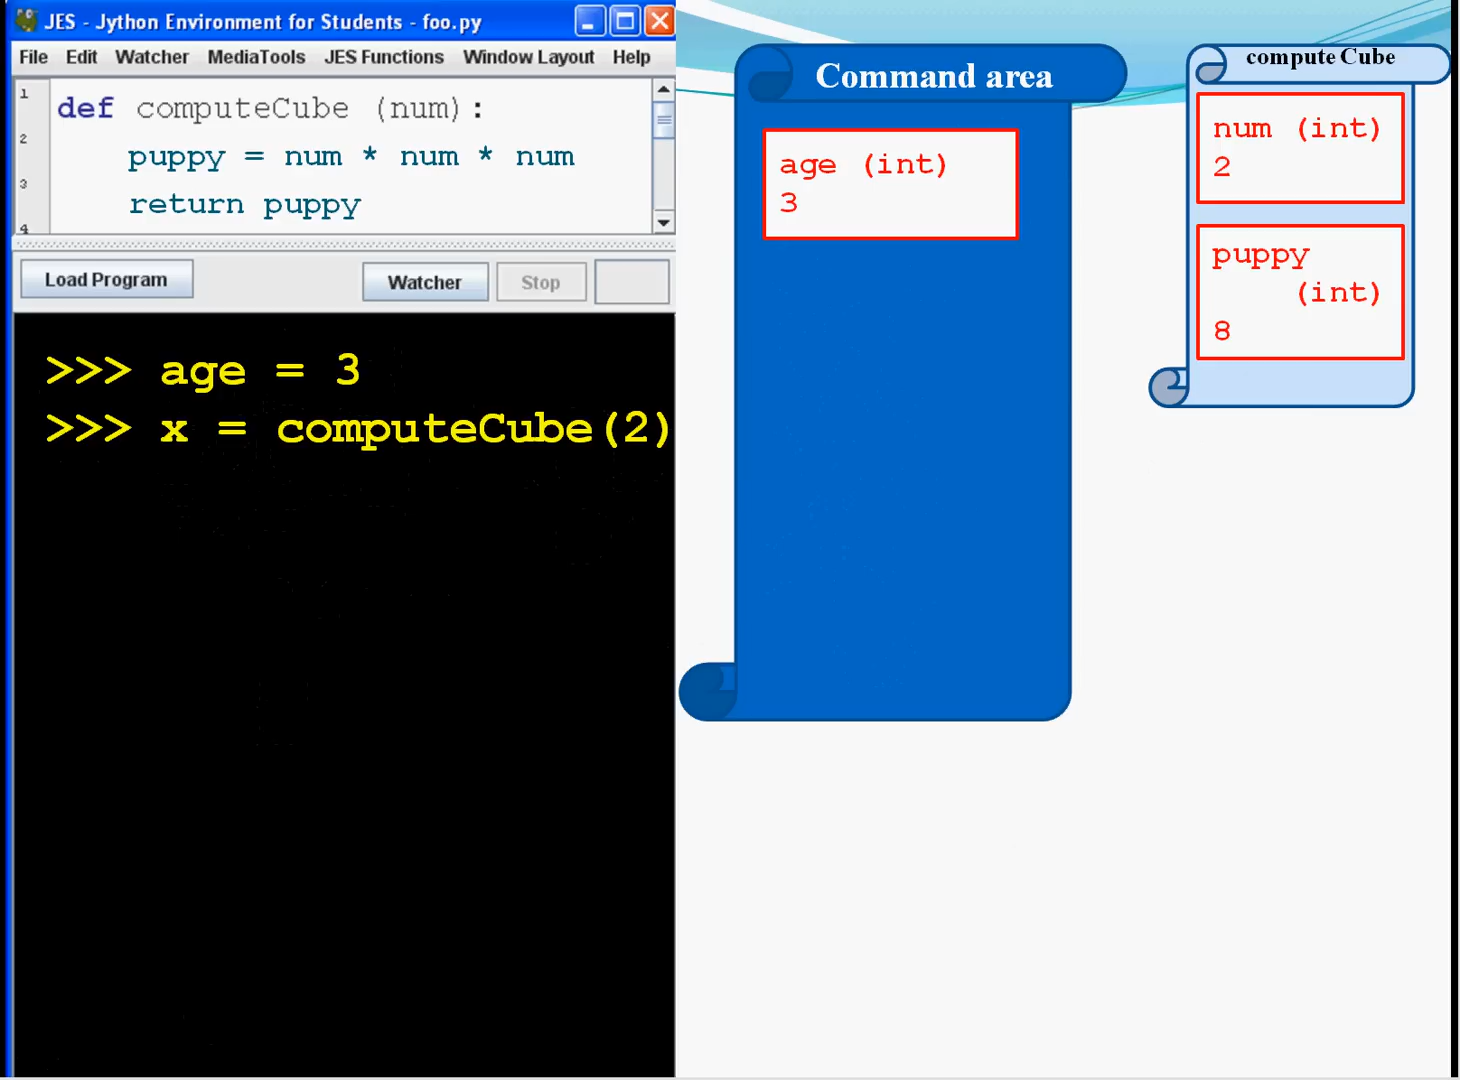 JES - Jython Environment for Students - foo.py
File Edit Watcher MediaTools JES Functions Window Layout Help
1 def computeCube (num):
2 puppy = num * num * num
3 return puppy
4
Load Program Watcher Stop
>>> age = 3
>>> x = computeCube(2)
Command area
age (int)
3
compute Cube
num (int)
2
puppy
(int)
8